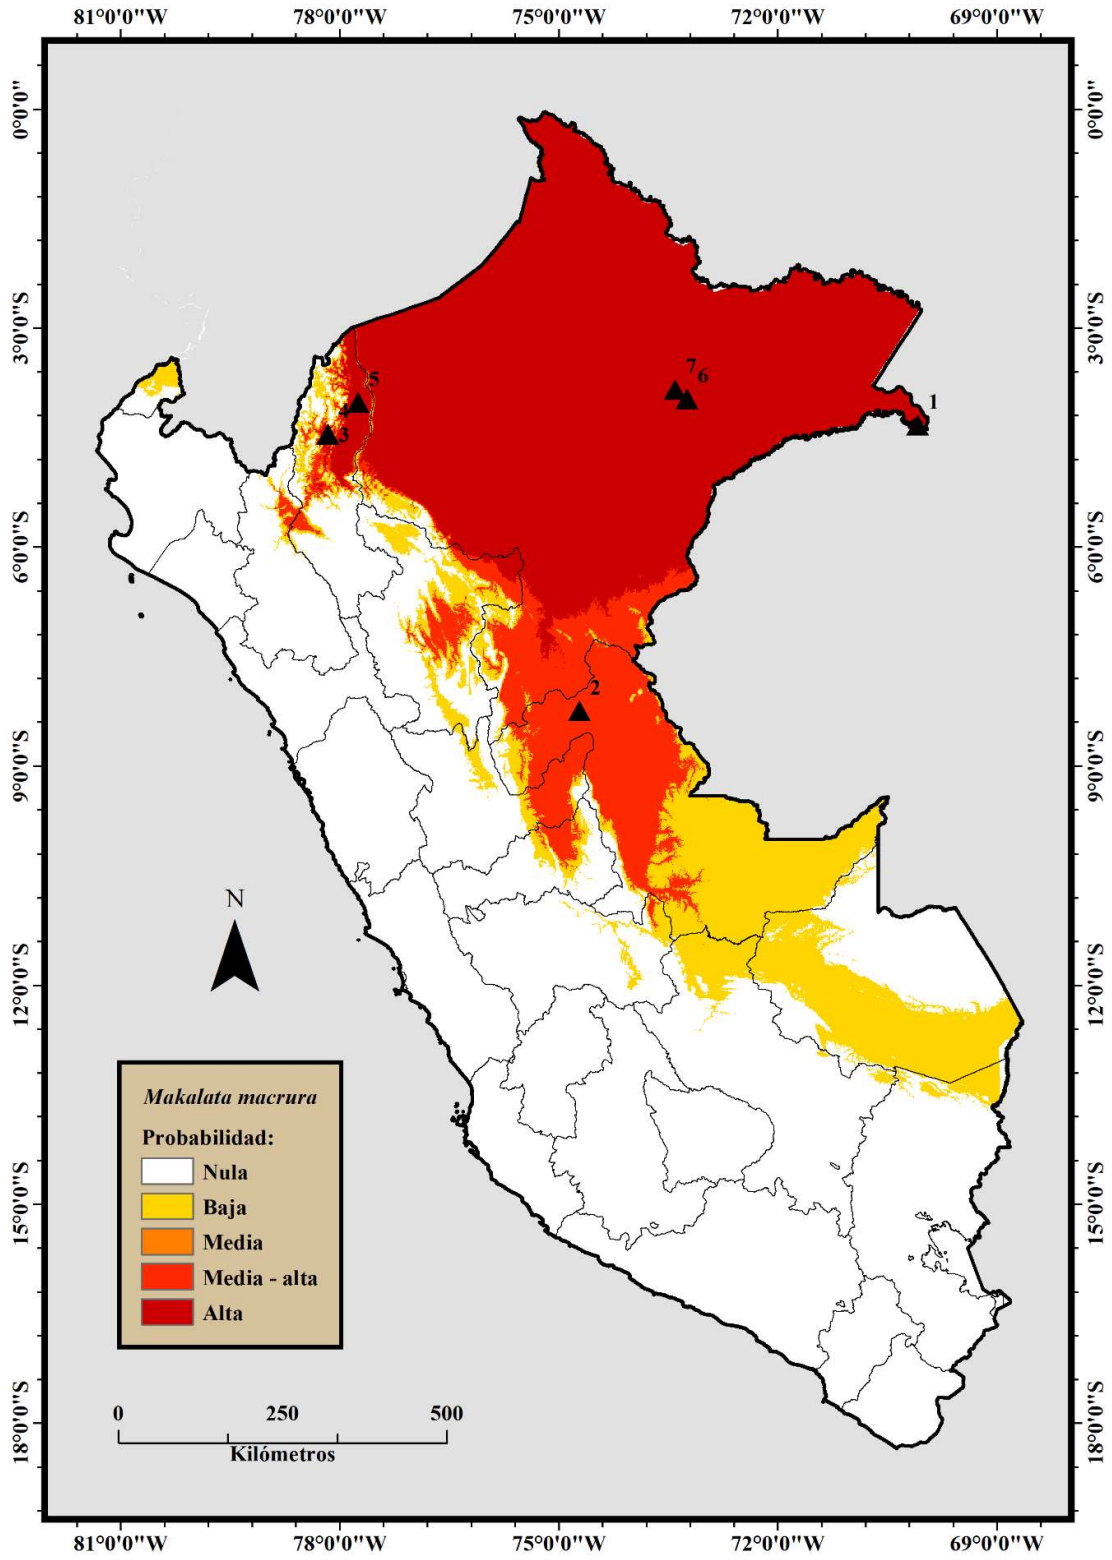 81°0'0"W 78°0'0"W 75°0'0"W 72°0'0"W 69°0'0"W
0°0'0" 0°0'0"
3°0'0"S 3°0'0"S
7 6
5
1
4
3
6°0'0"S 6°0'0"S
2
9°0'0"S 9°0'0"S
N
12°0'0"S 12°0'0"S
Makalata macrura
Probabilidad:
Nula
Baja
Media
Media - alta
Alta
15°0'0"S 15°0'0"S
0 250 500
Kilómetros
18°0'0"S 18°0'0"S
81°0'0"W 78°0'0"W 75°0'0"W 72°0'0"W 69°0'0"W